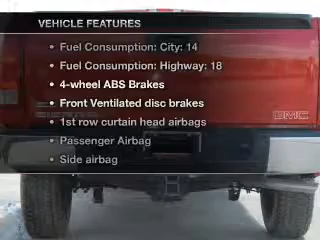 VEHICLE FEATURES
• Fuel Consumption: City: 14
• Fuel Consumption: Highway: 18
• 4-wheel ABS Brakes
• Front Ventilated disc brakes
• 1st row curtain head airbags
• Passenger Airbag
• Side airbag
GMC